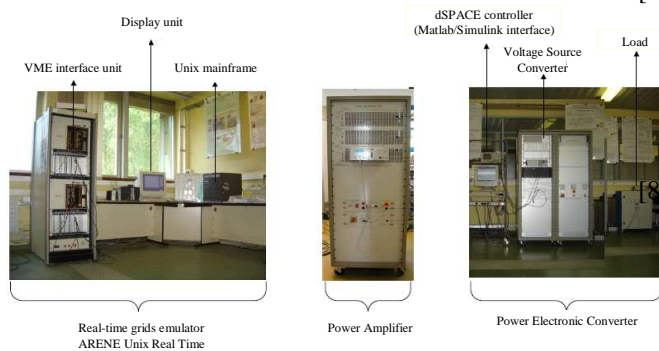 dSPACE controller
(Matlab/Simulink interface)
Display unit
Load
Voltage Source
Converter
VME interface unit
Unix mainframe
[8
Real-time grids emulator
ARENE Unix Real Time
Power Amplifier
Power Electronic Converter